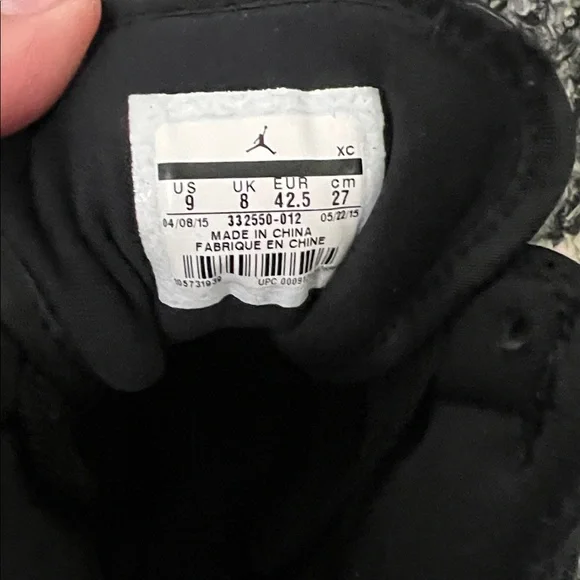 XC
US UK EUR cm
9 8 42.5 27
04/08/15 332550-012 05/22/15
MADE IN CHINA
FABRIQUE EN CHINE
UPC